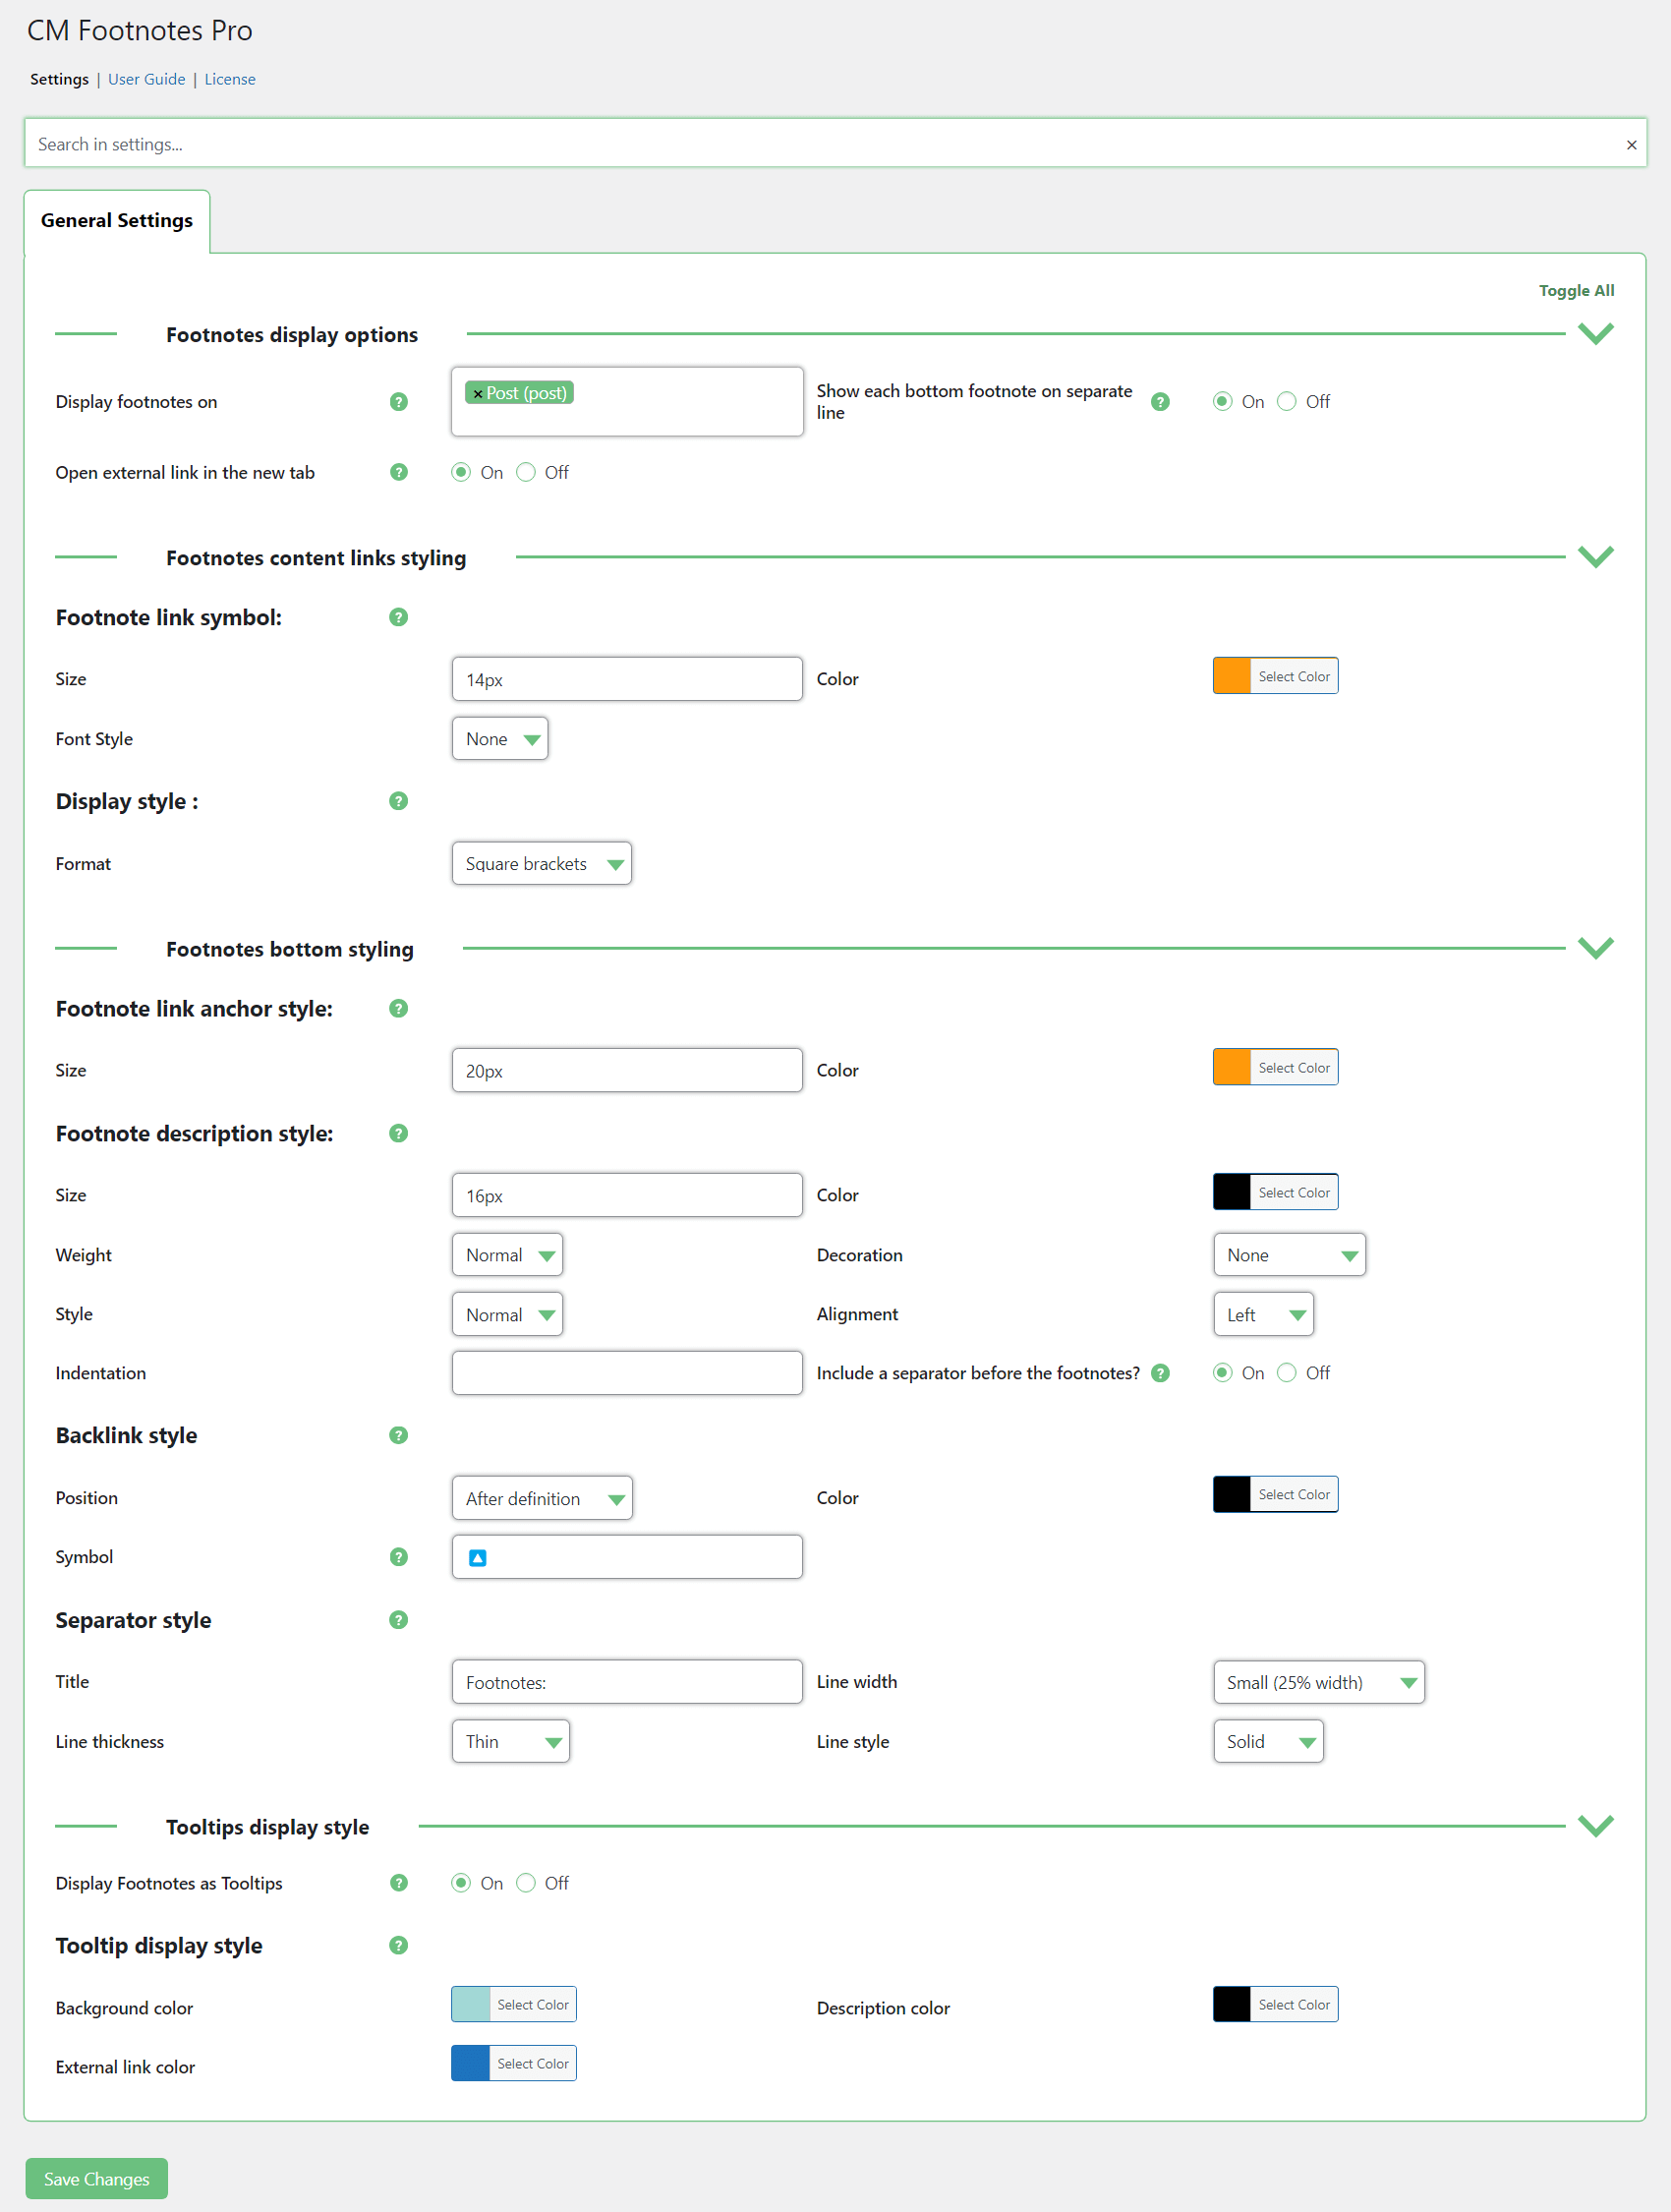 CM Footnotes Pro
Settings | User Guide | License
Search in settings... ×
General Settings
Toggle All
Footnotes display options
Display footnotes on ? × Post (post) Show each bottom footnote on separate line ? On Off
Open external link in the new tab ? On Off
Footnotes content links styling
Footnote link symbol: ?
Size 14px Color Select Color
Font Style None
Display style : ?
Format Square brackets
Footnotes bottom styling
Footnote link anchor style: ?
Size 20px Color Select Color
Footnote description style: ?
Size 16px Color Select Color
Weight Normal Decoration None
Style Normal Alignment Left
Indentation Include a separator before the footnotes? ? On Off
Backlink style ?
Position After definition Color Select Color
Symbol ?
Separator style ?
Title Footnotes: Line width Small (25% width)
Line thickness Thin Line style Solid
Tooltips display style
Display Footnotes as Tooltips ? On Off
Tooltip display style ?
Background color Select Color Description color Select Color
External link color Select Color
Save Changes